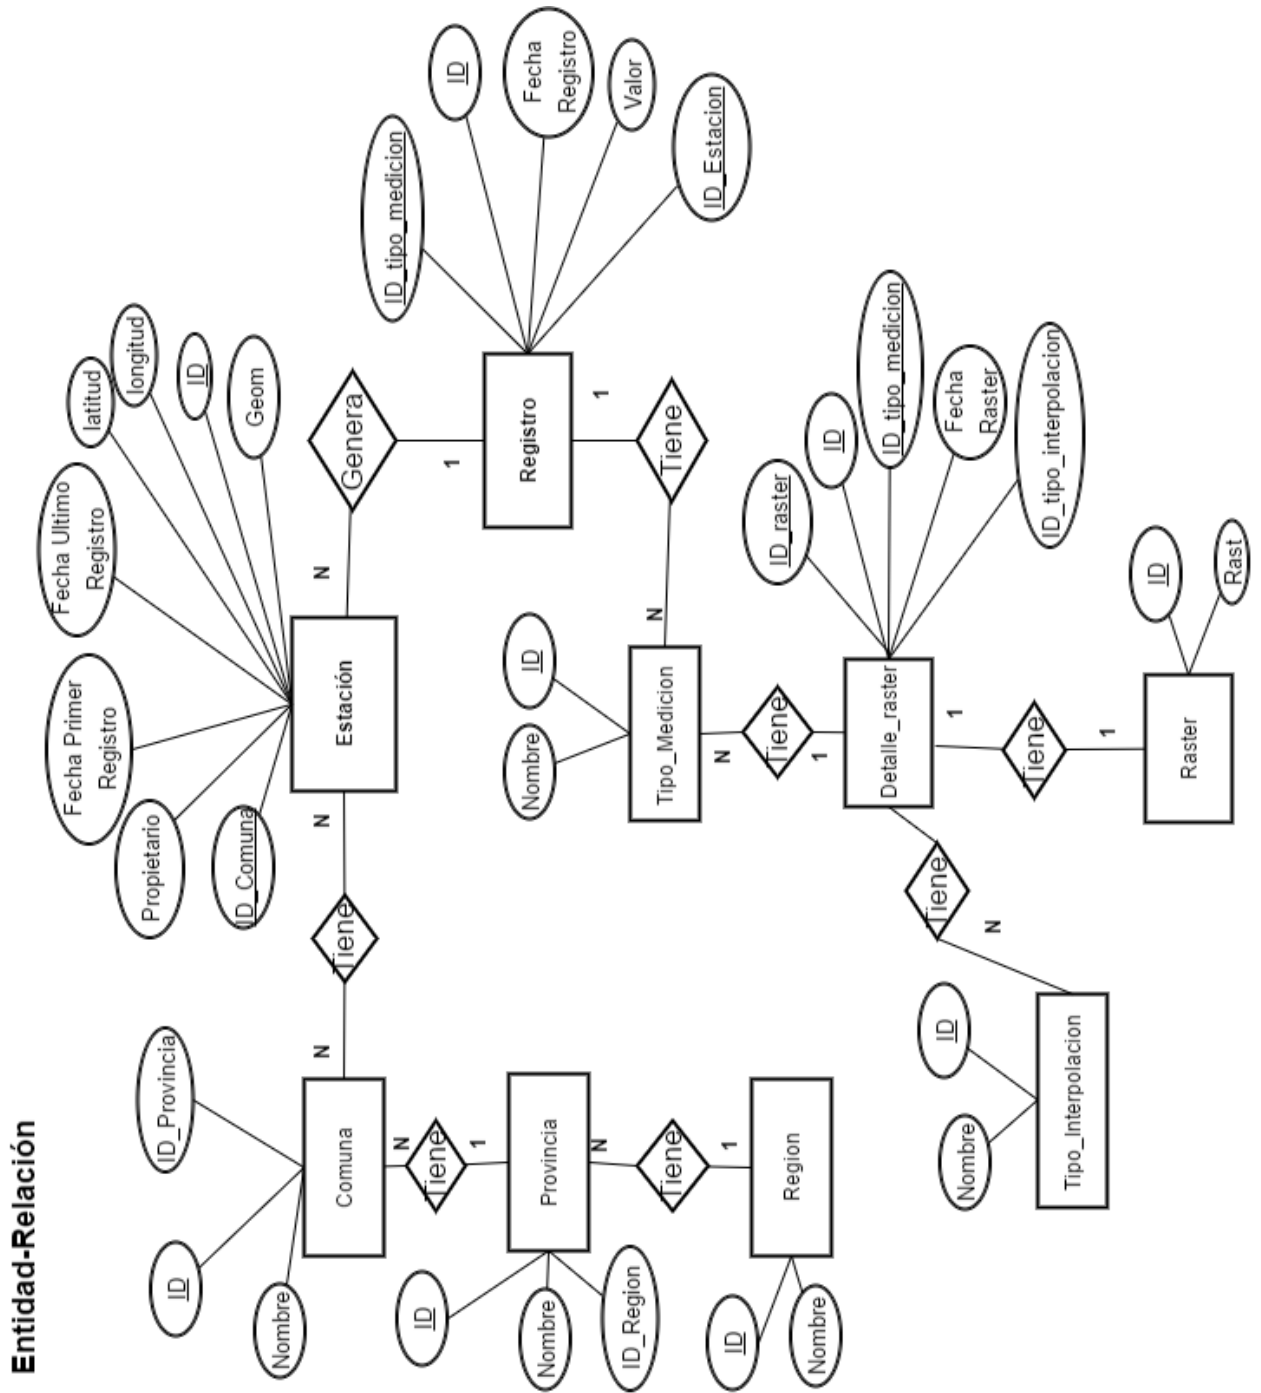 Entidad-Relación
ID
Nombre
ID_Provincia
Comuna
N
Tiene
N
ID_Comuna
Propietario
Fecha Primer
Registro
Fecha Ultimo
Registro
latitud
longitud
ID
Geom
Estación
N
Genera
1
ID_tipo_medicion
ID
Fecha
Registro
Valor
ID_Estacion
Registro
1
Tiene
N
N
Tiene
1
ID
Nombre
ID_Region
Provincia
N
Tiene
1
ID
Nombre
Region
Nombre
ID
Tipo_Medicion
N
Tiene
1
ID_raster
ID
ID_tipo_medicion
Fecha
Raster
ID_tipo_interpolacion
Detalle_raster
1
Tiene
1
ID
Rast
Raster
Tiene
N
Nombre
ID
Tipo_Interpolacion